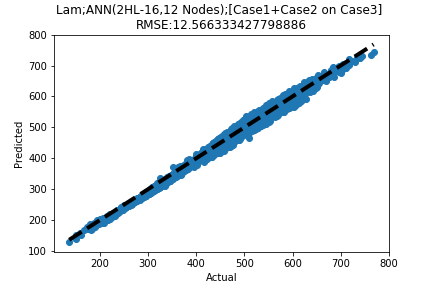 Lam;ANN(2HL-16,12 Nodes);[Case1+Case2 on Case3]
RMSE:12.566333427798886
800
700
600
500
400
300
200
100
Predicted
200 300 400 500 600 700 800
Actual